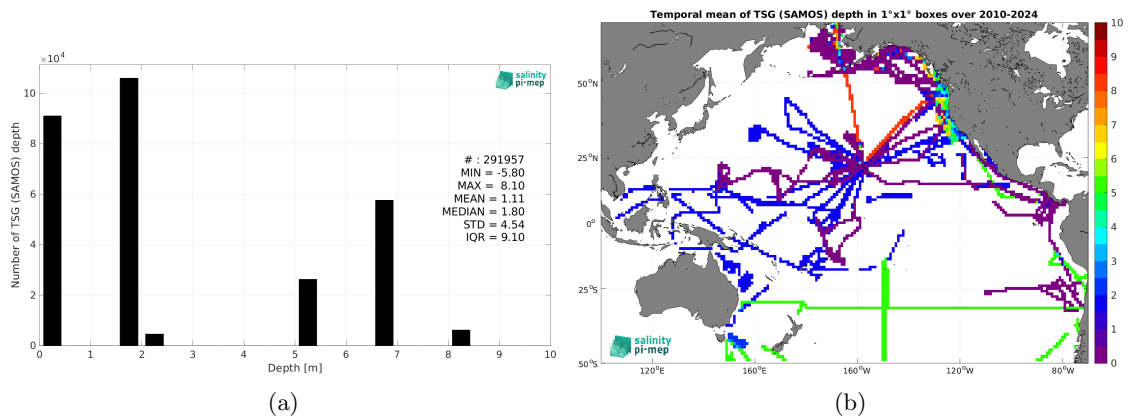 ×10⁴
10
8
6
4
2
0
Number of TSG (SAMOS) depth
0 1 2 3 4 5 6 7 8 9 10
Depth [m]
salinity
pi-mep
# : 291957
MIN = -5.80
MAX = 8.10
MEAN = 1.11
MEDIAN = 1.80
STD = 4.54
IQR = 9.10
(a)
Temporal mean of TSG (SAMOS) depth in 1°x1° boxes over 2010-2024
50°N
25°N
0°
25°S
50°S
120°E 160°E 160°W 120°W 80°W
salinity
pi-mep
10
9
8
7
6
5
4
3
2
1
0
(b)